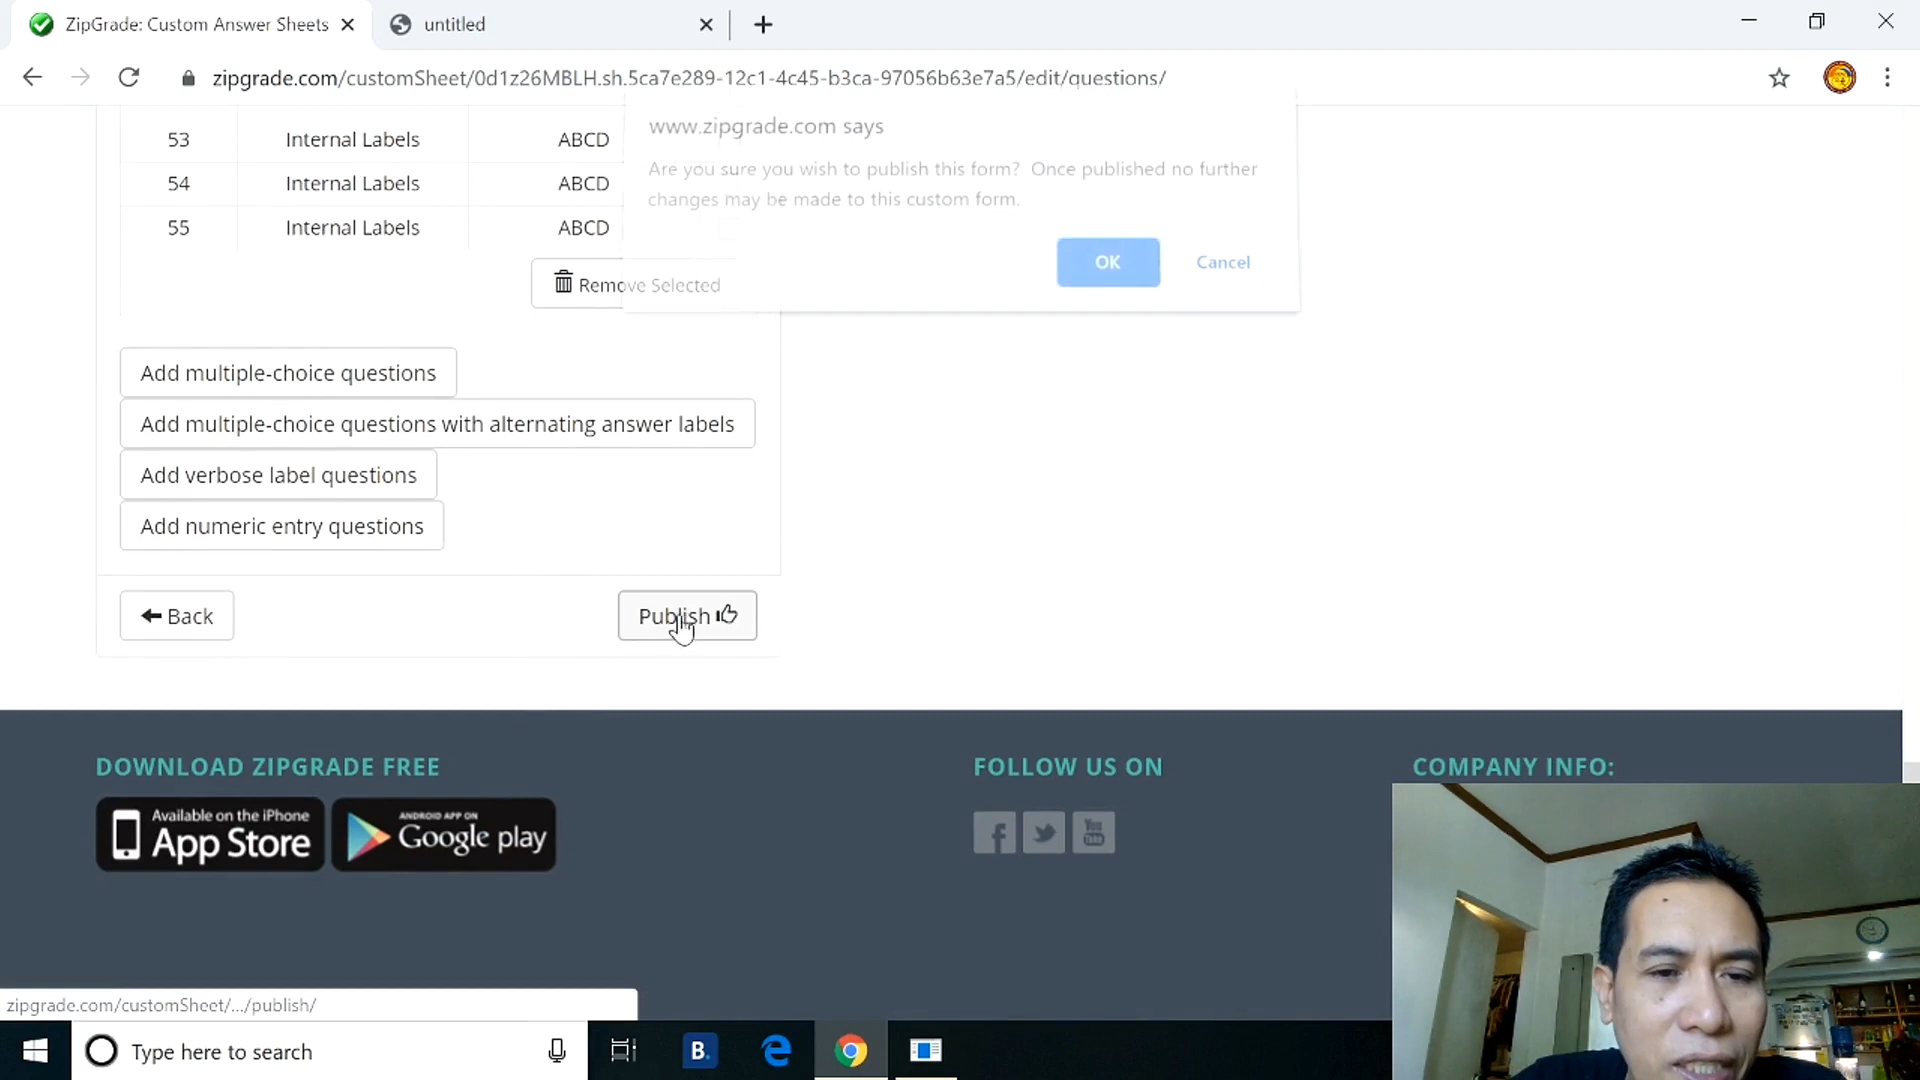 ZipGrade: Custom Answer Sheets
untitled
zipgrade.com/customSheet/0d1z26MBLH.sh.5ca7e289-12c1-4c45-b3ca-97056b63e7a5/edit/questions/
53 Internal Labels ABCD
54 Internal Labels ABCD
55 Internal Labels ABCD
Remove Selected
www.zipgrade.com says
Are you sure you wish to publish this form? Once published no further
changes may be made to this custom form.
OK Cancel
Add multiple-choice questions
Add multiple-choice questions with alternating answer labels
Add verbose label questions
Add numeric entry questions
Back
Publish
DOWNLOAD ZIPGRADE FREE
Available on the iPhone
App Store
ANDROID APP ON
Google play
FOLLOW US ON
You
Tube
COMPANY INFO:
zipgrade.com/customSheet/.../publish/
Type here to search
B.